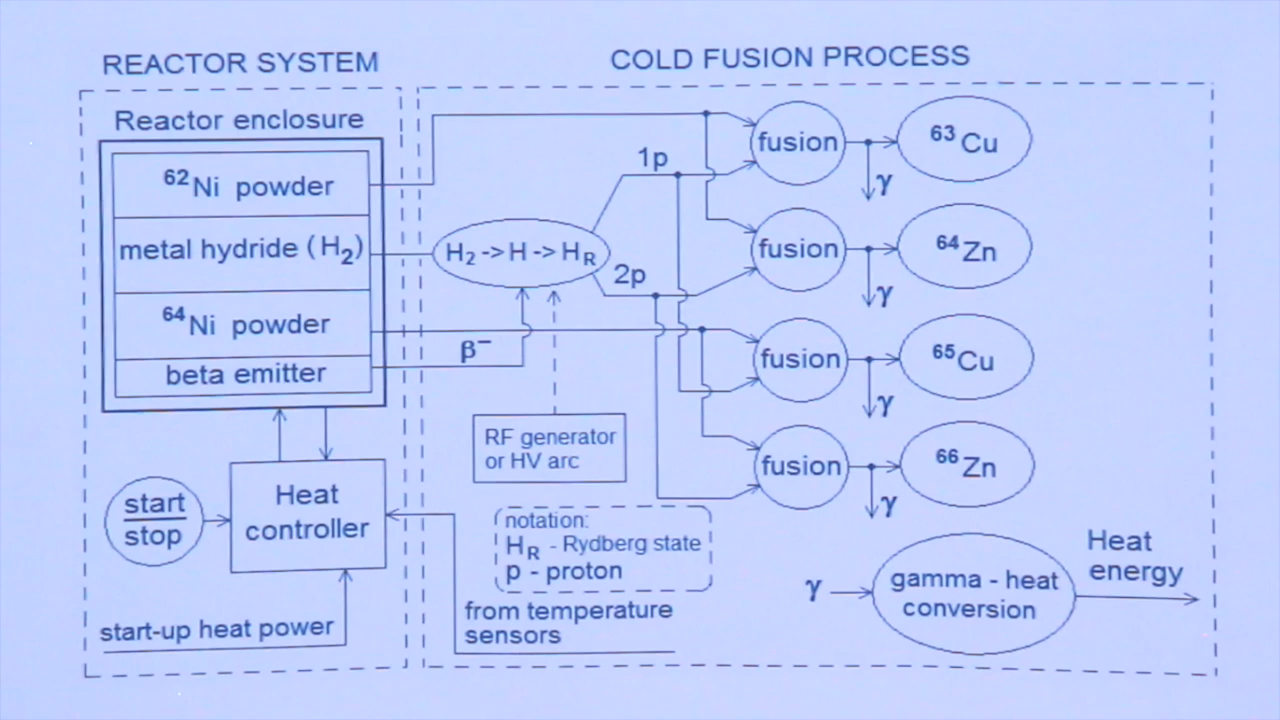 REACTOR SYSTEM
COLD FUSION PROCESS
Reactor enclosure
⁶²Ni powder
metal hydride (H₂)
⁶⁴Ni powder
beta emitter
β⁻
H₂ -> H -> H_R
1p
2p
fusion
γ
⁶³Cu
fusion
γ
⁶⁴Zn
fusion
γ
⁶⁵Cu
fusion
γ
⁶⁶Zn
RF generator
or HV arc
start
stop
Heat
controller
start-up heat power
notation:
H_R - Rydberg state
p - proton
from temperature
sensors
γ
gamma - heat
conversion
Heat
energy